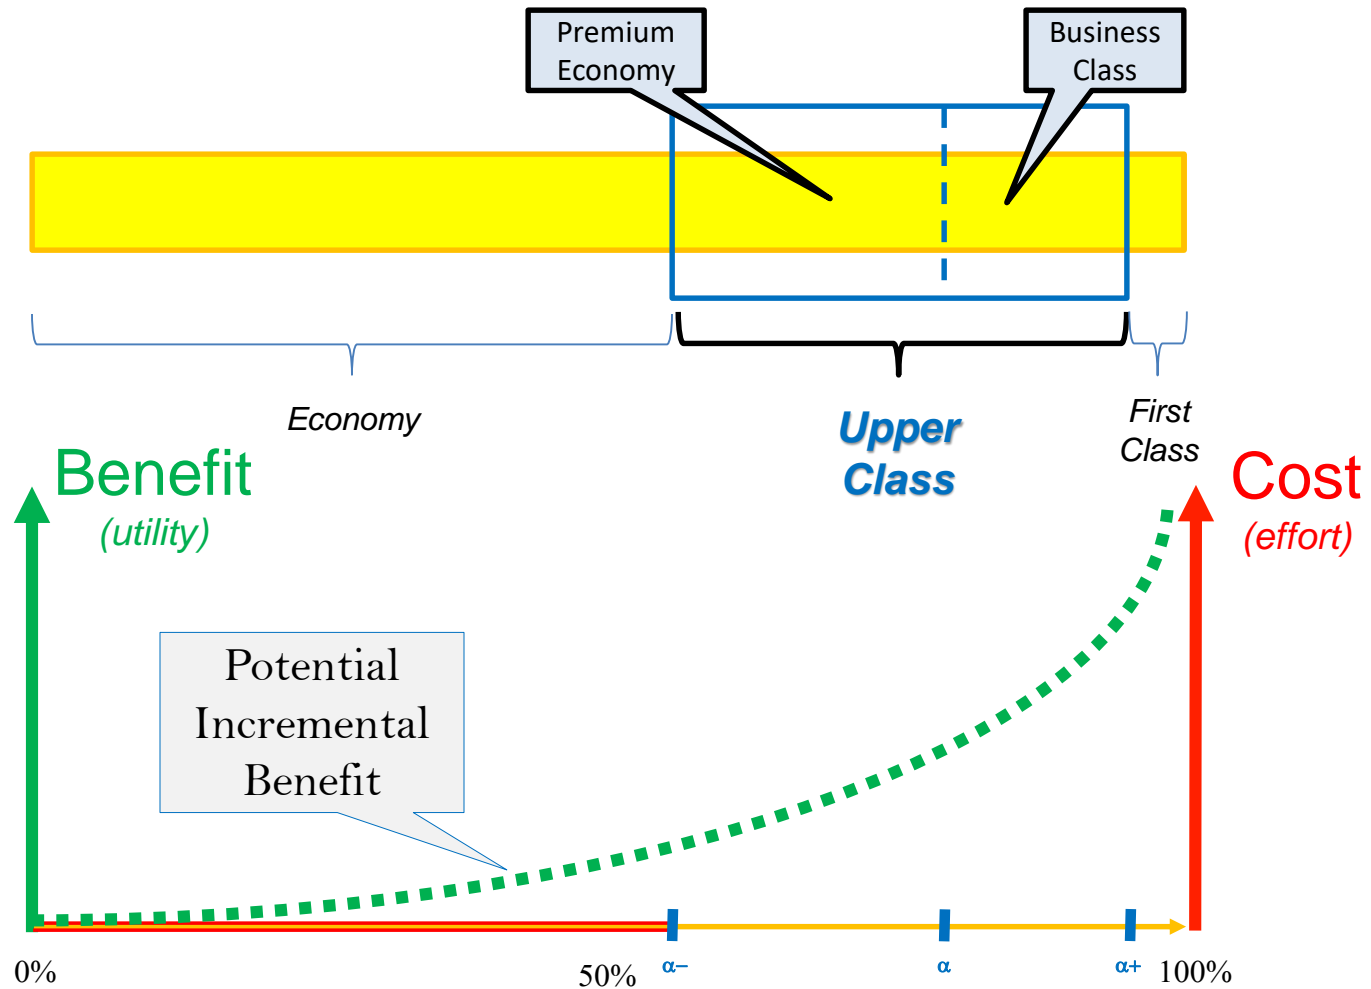 Premium
Economy
Business
Class
Economy
Upper
Class
First
Class
Benefit
(utility)
Cost
(effort)
Potential
Incremental
Benefit
0%
50%
α−
α
α+
100%